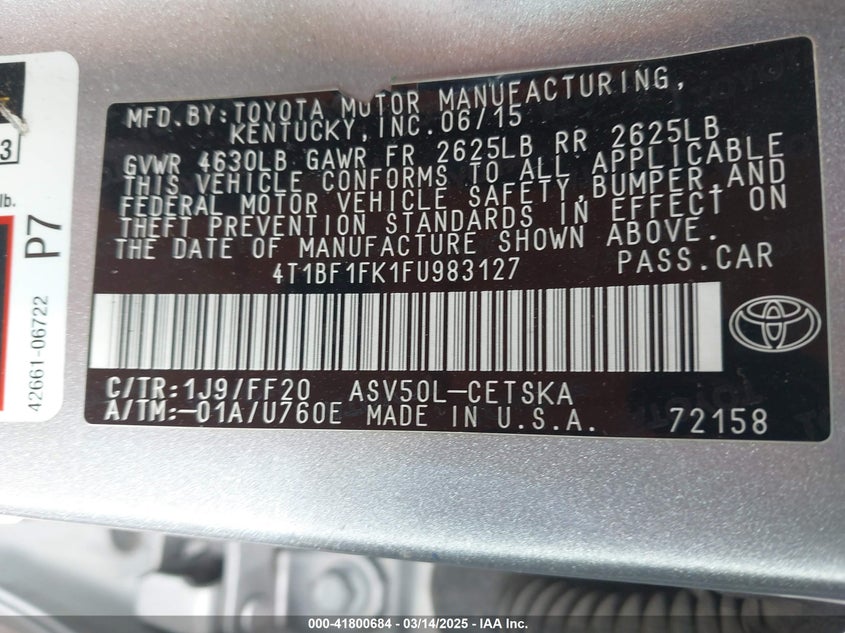 MFD.BY:TOYOTA MOTOR MANUFACTURING,
KENTUCKY,INC.06/15
GVWR 4630LB GAWR FR 2625LB RR 2625LB
THIS VEHICLE CONFORMS TO ALL APPLICABLE
FEDERAL MOTOR VEHICLE SAFETY,BUMPER,AND
THEFT PREVENTION STANDARDS IN EFFECT ON
THE DATE OF MANUFACTURE SHOWN ABOVE.
4T1BF1FK1FU983127 PASS.CAR
C/TR:1J9/FF20 ASV50L-CETSKA
A/TM:-01A/U760E MADE IN U.S.A. 72158
3
lb.
P7
42661-06722
000-41800684 - 03/14/2025 - IAA Inc.